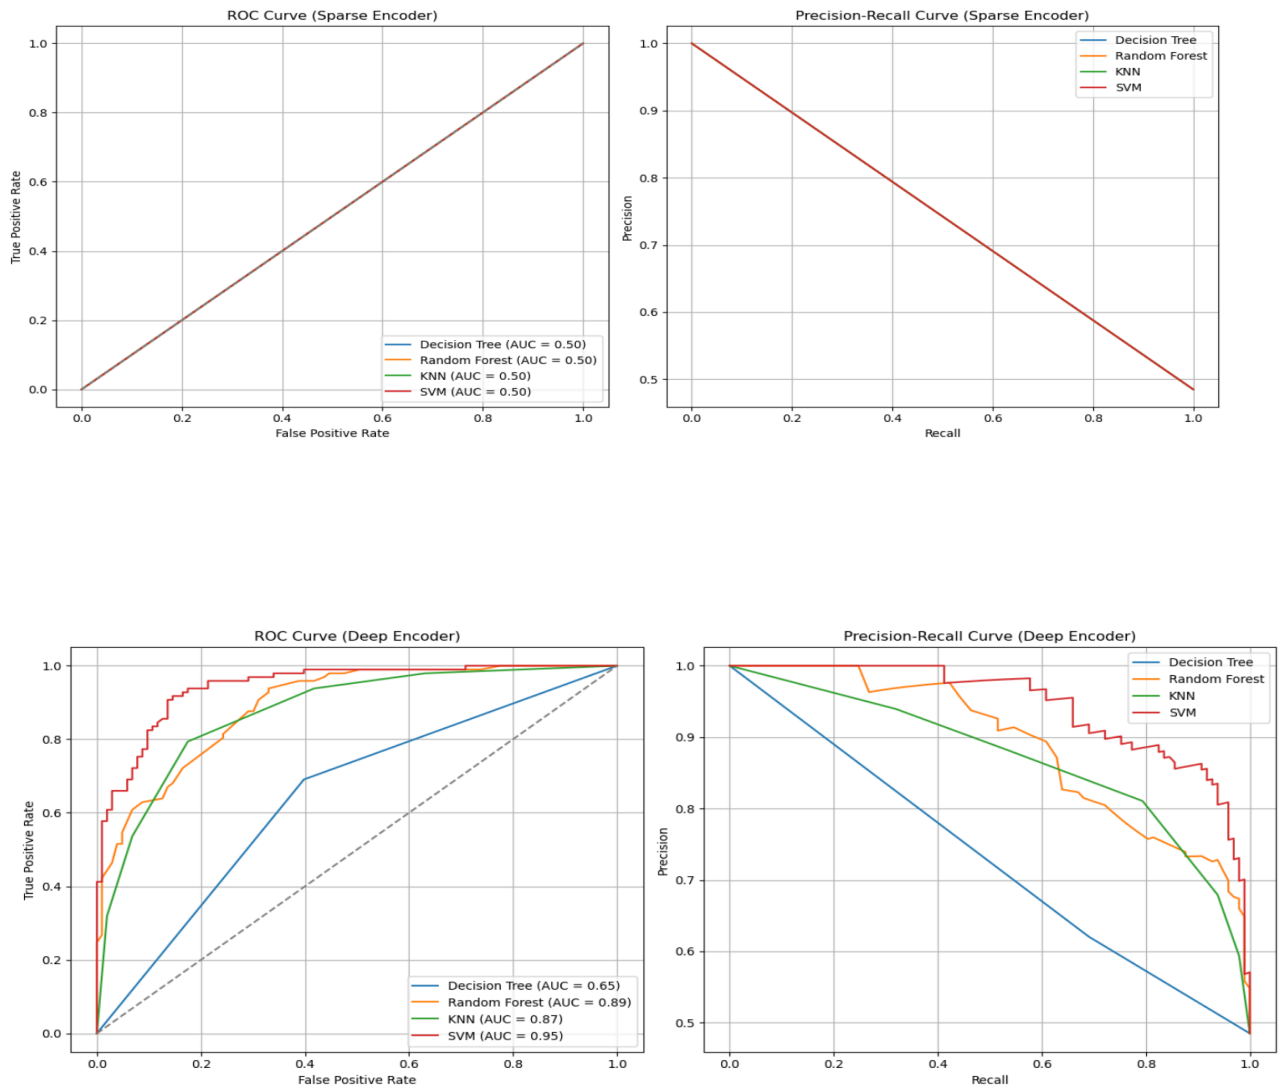 ROC Curve (Sparse Encoder)
True Positive Rate
1.0
0.8
0.6
0.4
0.2
0.0
Decision Tree (AUC = 0.50)
Random Forest (AUC = 0.50)
KNN (AUC = 0.50)
SVM (AUC = 0.50)
0.0 0.2 0.4 0.6 0.8 1.0
False Positive Rate
Precision-Recall Curve (Sparse Encoder)
Precision
1.0
0.9
0.8
0.7
0.6
0.5
Decision Tree
Random Forest
KNN
SVM
0.0 0.2 0.4 0.6 0.8 1.0
Recall
ROC Curve (Deep Encoder)
True Positive Rate
1.0
0.8
0.6
0.4
0.2
0.0
Decision Tree (AUC = 0.65)
Random Forest (AUC = 0.89)
KNN (AUC = 0.87)
SVM (AUC = 0.95)
0.0 0.2 0.4 0.6 0.8 1.0
False Positive Rate
Precision-Recall Curve (Deep Encoder)
Precision
1.0
0.9
0.8
0.7
0.6
0.5
Decision Tree
Random Forest
KNN
SVM
0.0 0.2 0.4 0.6 0.8 1.0
Recall